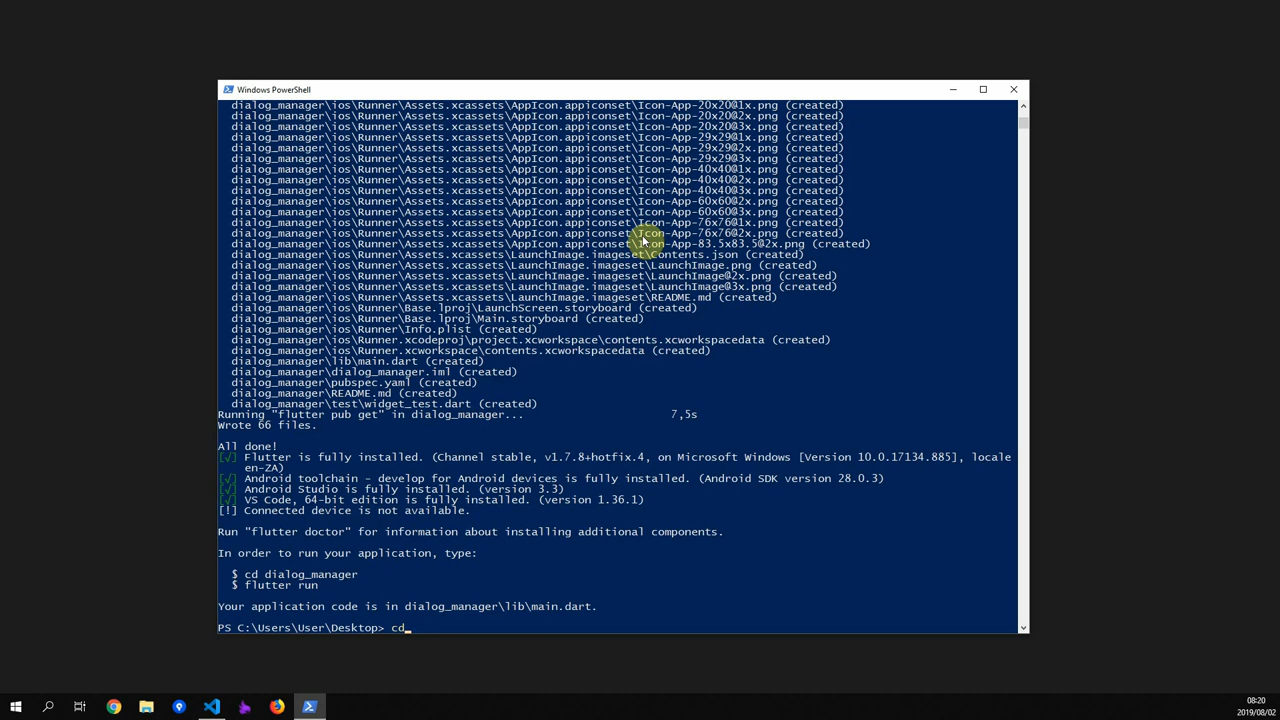 Windows PowerShell
dialog_manager\ios\Runner\Assets.xcassets\AppIcon.appiconset\Icon-App-20x20@1x.png (created)
dialog_manager\ios\Runner\Assets.xcassets\AppIcon.appiconset\Icon-App-20x20@2x.png (created)
dialog_manager\ios\Runner\Assets.xcassets\AppIcon.appiconset\Icon-App-20x20@3x.png (created)
dialog_manager\ios\Runner\Assets.xcassets\AppIcon.appiconset\Icon-App-29x29@1x.png (created)
dialog_manager\ios\Runner\Assets.xcassets\AppIcon.appiconset\Icon-App-29x29@2x.png (created)
dialog_manager\ios\Runner\Assets.xcassets\AppIcon.appiconset\Icon-App-29x29@3x.png (created)
dialog_manager\ios\Runner\Assets.xcassets\AppIcon.appiconset\Icon-App-40x40@1x.png (created)
dialog_manager\ios\Runner\Assets.xcassets\AppIcon.appiconset\Icon-App-40x40@2x.png (created)
dialog_manager\ios\Runner\Assets.xcassets\AppIcon.appiconset\Icon-App-40x40@3x.png (created)
dialog_manager\ios\Runner\Assets.xcassets\AppIcon.appiconset\Icon-App-60x60@2x.png (created)
dialog_manager\ios\Runner\Assets.xcassets\AppIcon.appiconset\Icon-App-60x60@3x.png (created)
dialog_manager\ios\Runner\Assets.xcassets\AppIcon.appiconset\Icon-App-76x76@1x.png (created)
dialog_manager\ios\Runner\Assets.xcassets\AppIcon.appiconset\Icon-App-76x76@2x.png (created)
dialog_manager\ios\Runner\Assets.xcassets\AppIcon.appiconset\Icon-App-83.5x83.5@2x.png (created)
dialog_manager\ios\Runner\Assets.xcassets\LaunchImage.imageset\Contents.json (created)
dialog_manager\ios\Runner\Assets.xcassets\LaunchImage.imageset\LaunchImage.png (created)
dialog_manager\ios\Runner\Assets.xcassets\LaunchImage.imageset\LaunchImage@2x.png (created)
dialog_manager\ios\Runner\Assets.xcassets\LaunchImage.imageset\LaunchImage@3x.png (created)
dialog_manager\ios\Runner\Assets.xcassets\LaunchImage.imageset\README.md (created)
dialog_manager\ios\Runner\Base.lproj\LaunchScreen.storyboard (created)
dialog_manager\ios\Runner\Base.lproj\Main.storyboard (created)
dialog_manager\ios\Runner\Info.plist (created)
dialog_manager\ios\Runner.xcodeproj\project.xcworkspace\contents.xcworkspacedata (created)
dialog_manager\ios\Runner.xcworkspace\contents.xcworkspacedata (created)
dialog_manager\lib\main.dart (created)
dialog_manager\dialog_manager.iml (created)
dialog_manager\pubspec.yaml (created)
dialog_manager\README.md (created)
dialog_manager\test\widget_test.dart (created)
Running "flutter pub get" in dialog_manager... 7,5s
Wrote 66 files.
All done!
[√] Flutter is fully installed. (Channel stable, v1.7.8+hotfix.4, on Microsoft Windows [Version 10.0.17134.885], locale
en-ZA)
[√] Android toolchain - develop for Android devices is fully installed. (Android SDK version 28.0.3)
[√] Android Studio is fully installed. (version 3.3)
[√] VS Code, 64-bit edition is fully installed. (version 1.36.1)
[!] Connected device is not available.
Run "flutter doctor" for information about installing additional components.
In order to run your application, type:
$ cd dialog_manager
$ flutter run
Your application code is in dialog_manager\lib\main.dart.
PS C:\Users\User\Desktop> cd_
08:20
2019/08/02